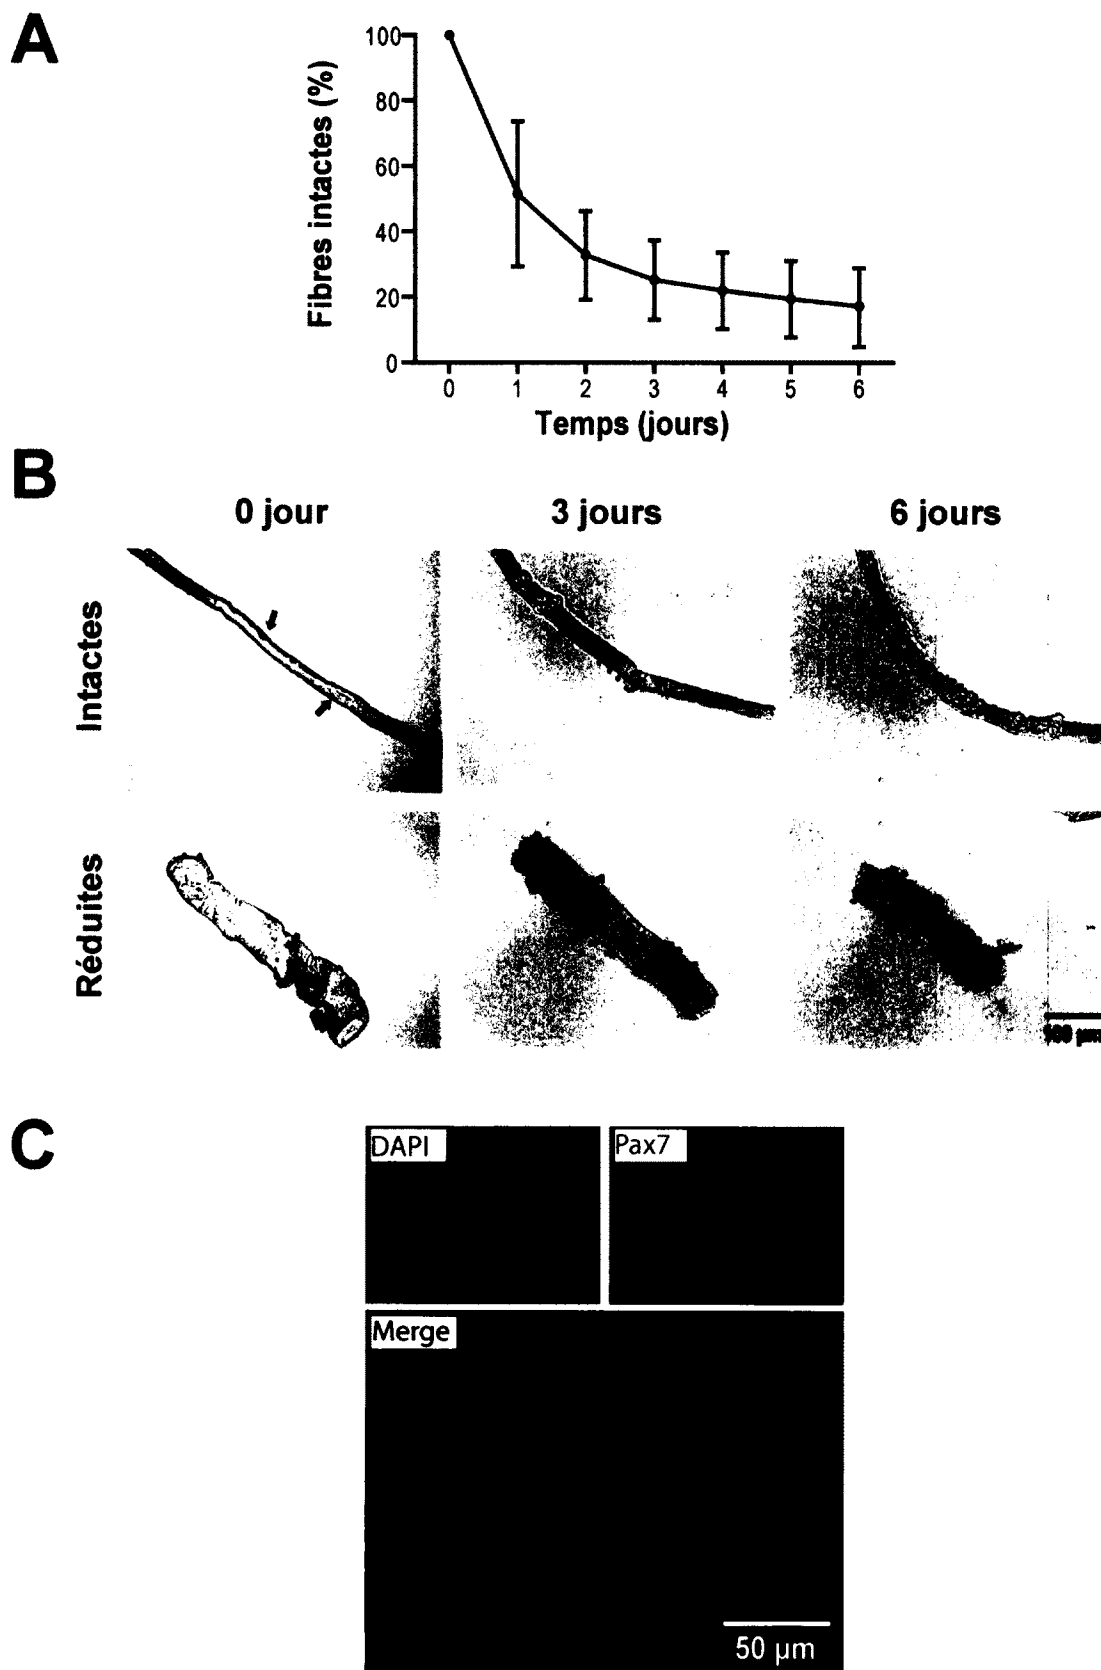 A
100
80
60
40
20
0
Fibres intactes (%)
0 1 2 3 4 5 6
Temps (jours)
B
0 jour 3 jours 6 jours
Intactes
Réduites
µm
C
DAPI Pax7
Merge
50 µm